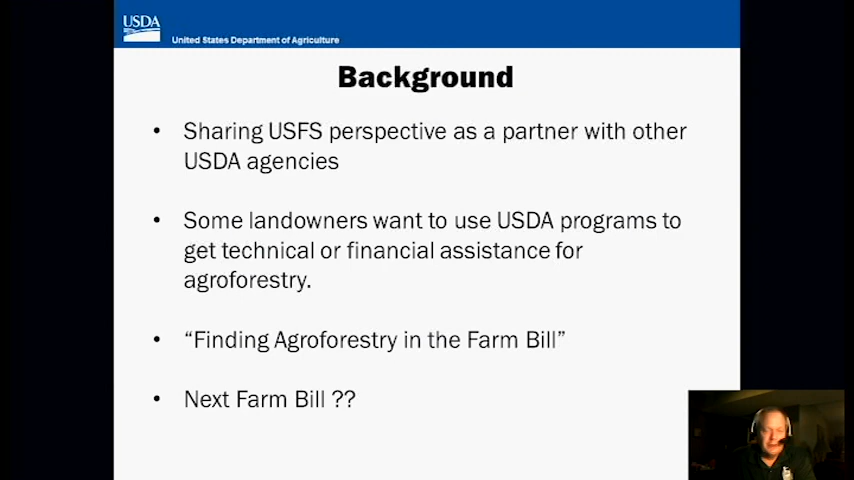 USDA
United States Department of Agriculture
Background
• Sharing USFS perspective as a partner with other
USDA agencies
• Some landowners want to use USDA programs to
get technical or financial assistance for
agroforestry.
• “Finding Agroforestry in the Farm Bill”
• Next Farm Bill ??